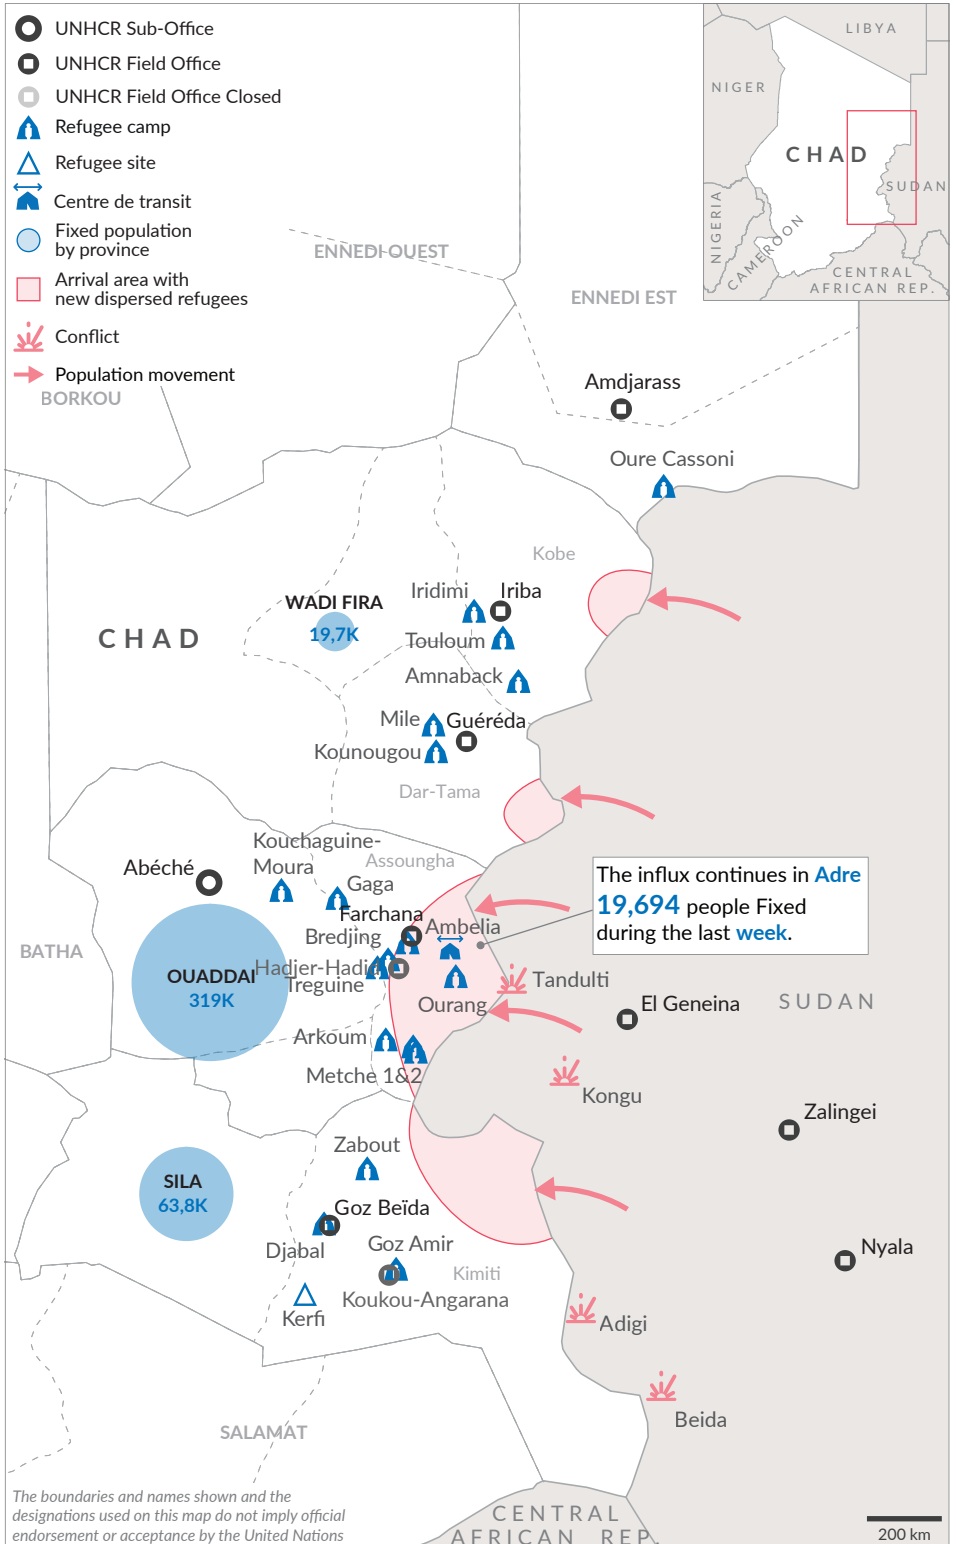 UNHCR Sub-Office
UNHCR Field Office
UNHCR Field Office Closed
Refugee camp
Refugee site
Centre de transit
Fixed population
by province
Arrival area with
new dispersed refugees
Conflict
Population movement
LIBYA
NIGER
CHAD
SUDAN
NIGERIA
CAMEROON
CENTRAL
AFRICAN REP.
ENNEDI OUEST
ENNEDI EST
BORKOU
Amdjarass
Oure Cassoni
Kobe
Iridimi
Iriba
WADI FIRA
19,7K
CHAD
Touloum
Amnaback
Mile
Guéréda
Kounougou
Dar-Tama
Kouchaguine-
Moura
Assoungha
Abéché
Gaga
The influx continues in Adre
19,694 people Fixed
during the last week.
Farchana
Ambelia
Bredjing
BATHA
Hadjer-Hadid
OUADDAI
319K
Treguine
Tandulti
Ourang
El Geneina
SUDAN
Arkoum
Metche 1&2
Kongu
Zalingei
Zabout
SILA
63,8K
Goz Beïda
Djabal
Goz Amir
Nyala
Kimiti
Koukou-Angarana
Kerfi
Adigi
Beida
SALAMAT
The boundaries and names shown and the
designations used on this map do not imply official
endorsement or acceptance by the United Nations
CENTRAL
AFRICAN REP
200 km